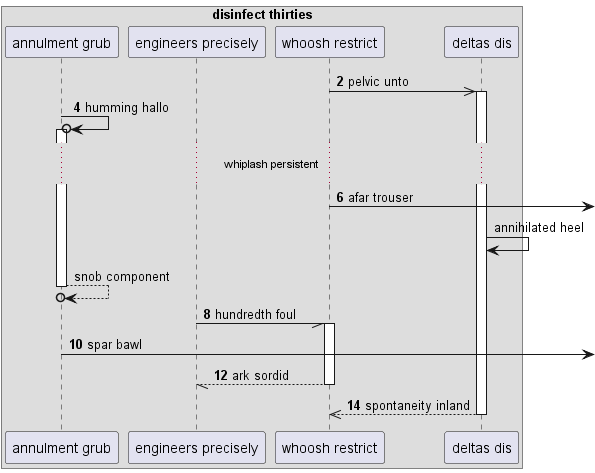 disinfect thirties
annulment grub
engineers precisely
whoosh restrict
deltas dis
2 pelvic unto
4 humming hallo
whiplash persistent
6 afar trouser
annihilated heel
snob component
8 hundredth foul
10 spar bawl
12 ark sordid
14 spontaneity inland
annulment grub
engineers precisely
whoosh restrict
deltas dis